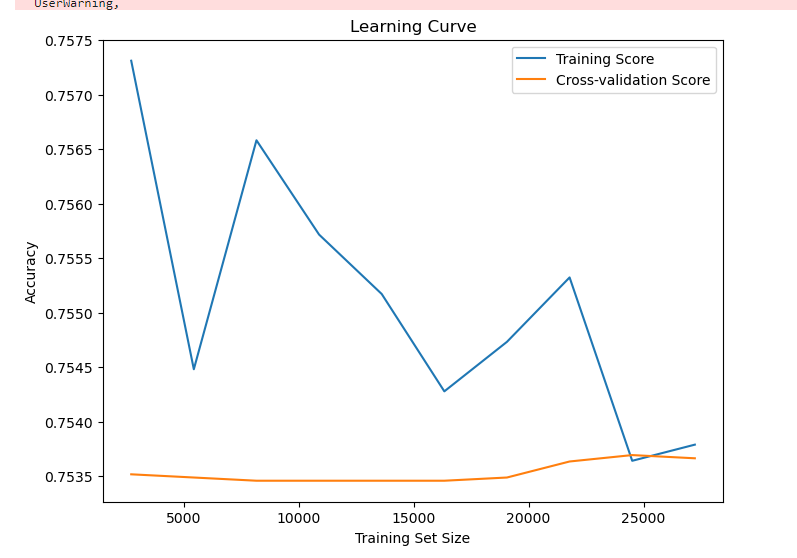 UserWarning,
Learning Curve
0.7575
0.7570
0.7565
0.7560
0.7555
0.7550
0.7545
0.7540
0.7535
Accuracy
Training Score
Cross-validation Score
5000 10000 15000 20000 25000
Training Set Size